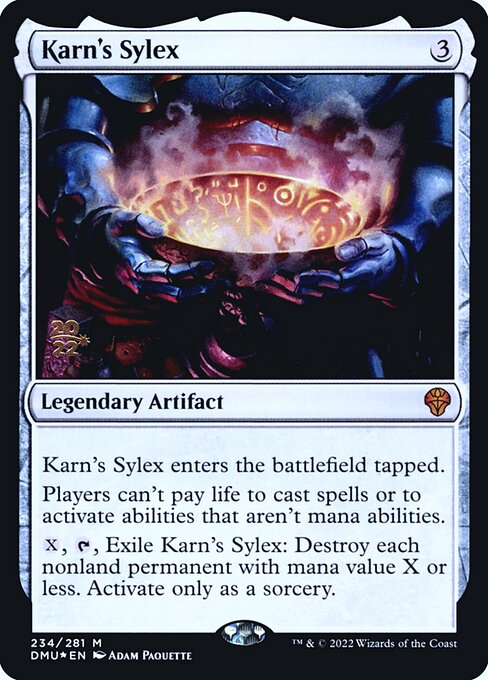 Karn's Sylex 3
20
22
Legendary Artifact
Karn's Sylex enters the battlefield tapped.
Players can't pay life to cast spells or to
activate abilities that aren't mana abilities.
X, , Exile Karn's Sylex: Destroy each
nonland permanent with mana value X or
less. Activate only as a sorcery.
234/281 M
DMU★EN Adam Paquette
™ & © 2022 Wizards of the Coast